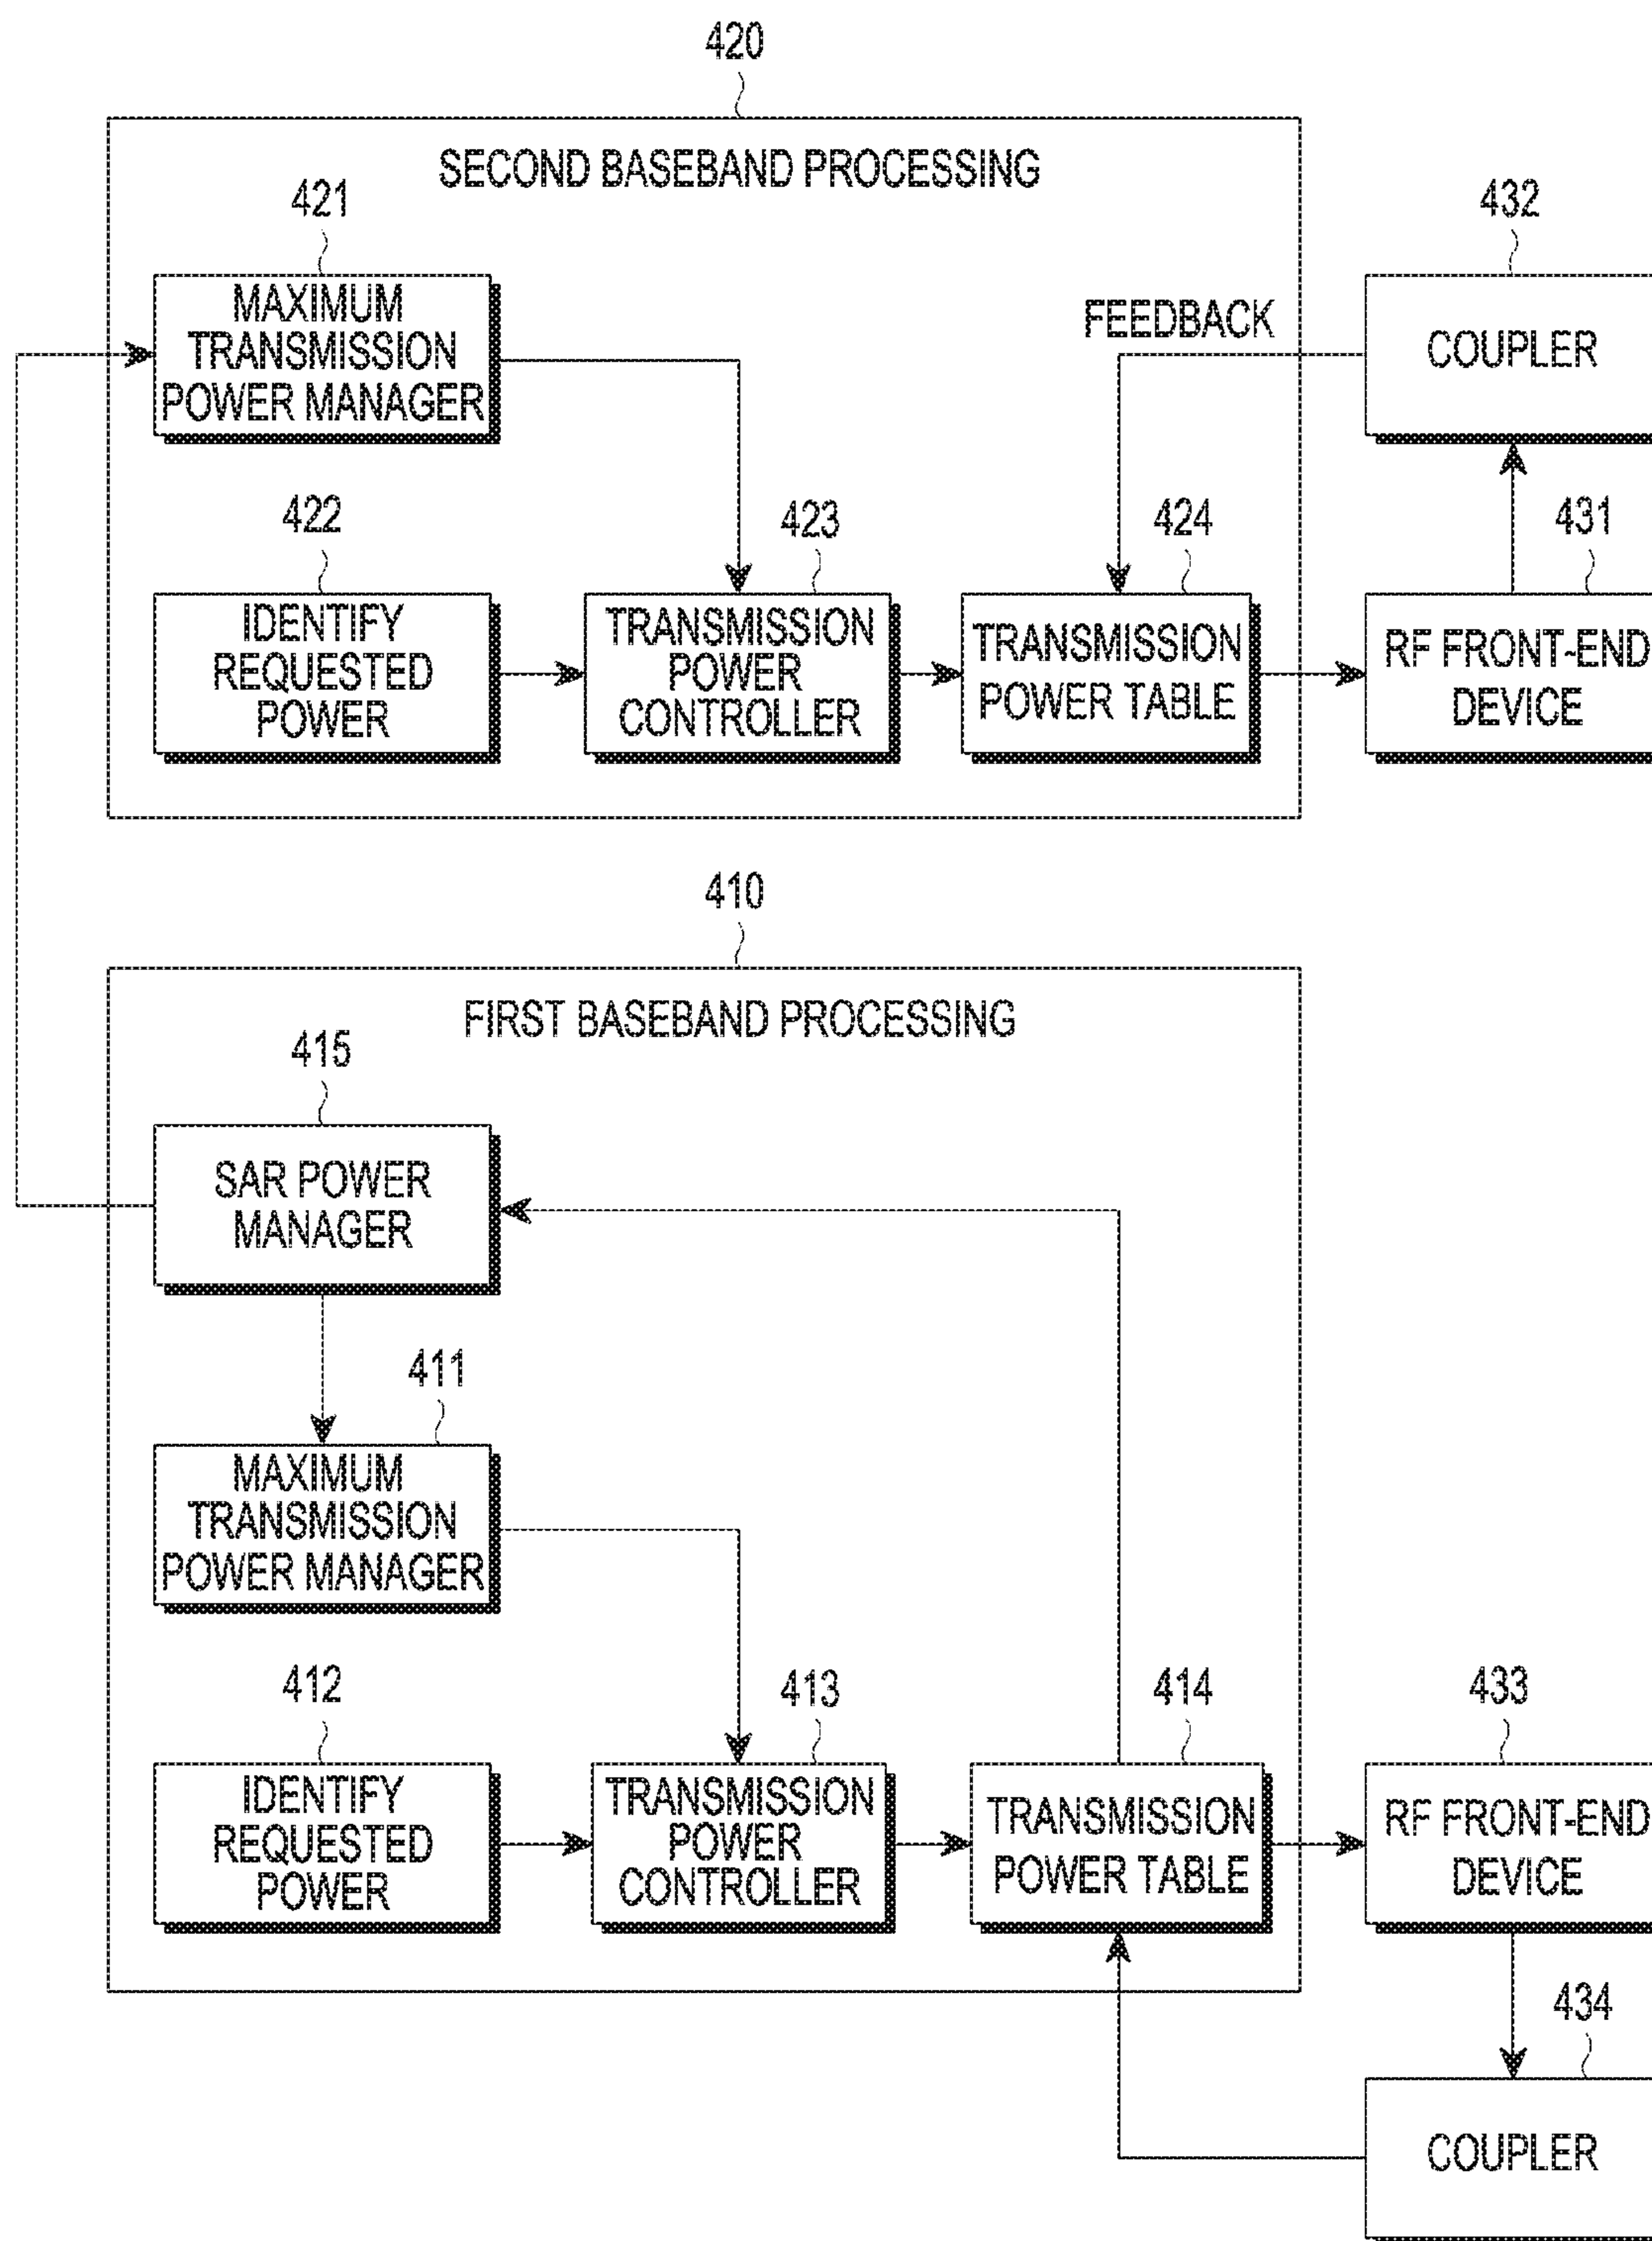 420
SECOND BASEBAND PROCESSING
421
432
MAXIMUM
TRANSMISSION
POWER MANAGER
FEEDBACK
COUPLER
422
423
424
431
IDENTIFY
REQUESTED
POWER
TRANSMISSION
POWER
CONTROLLER
TRANSMISSION
POWER TABLE
RF FRONT-END
DEVICE
410
FIRST BASEBAND PROCESSING
415
SAR POWER
MANAGER
411
MAXIMUM
TRANSMISSION
POWER MANAGER
412
413
414
433
IDENTIFY
REQUESTED
POWER
TRANSMISSION
POWER
CONTROLLER
TRANSMISSION
POWER TABLE
RF FRONT-END
DEVICE
434
COUPLER